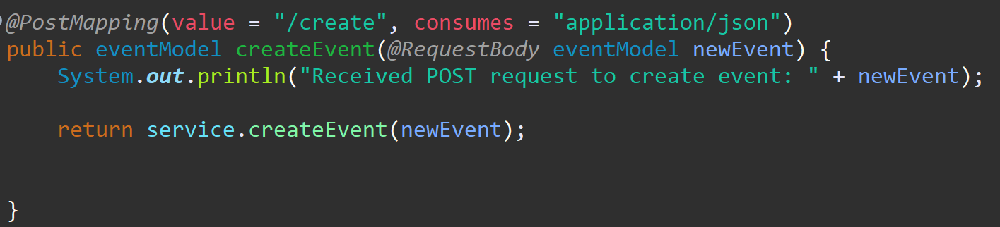 @PostMapping(value = "/create", consumes = "application/json")
public eventModel createEvent(@RequestBody eventModel newEvent) {
    System.out.println("Received POST request to create event: " + newEvent);
    return service.createEvent(newEvent);
}